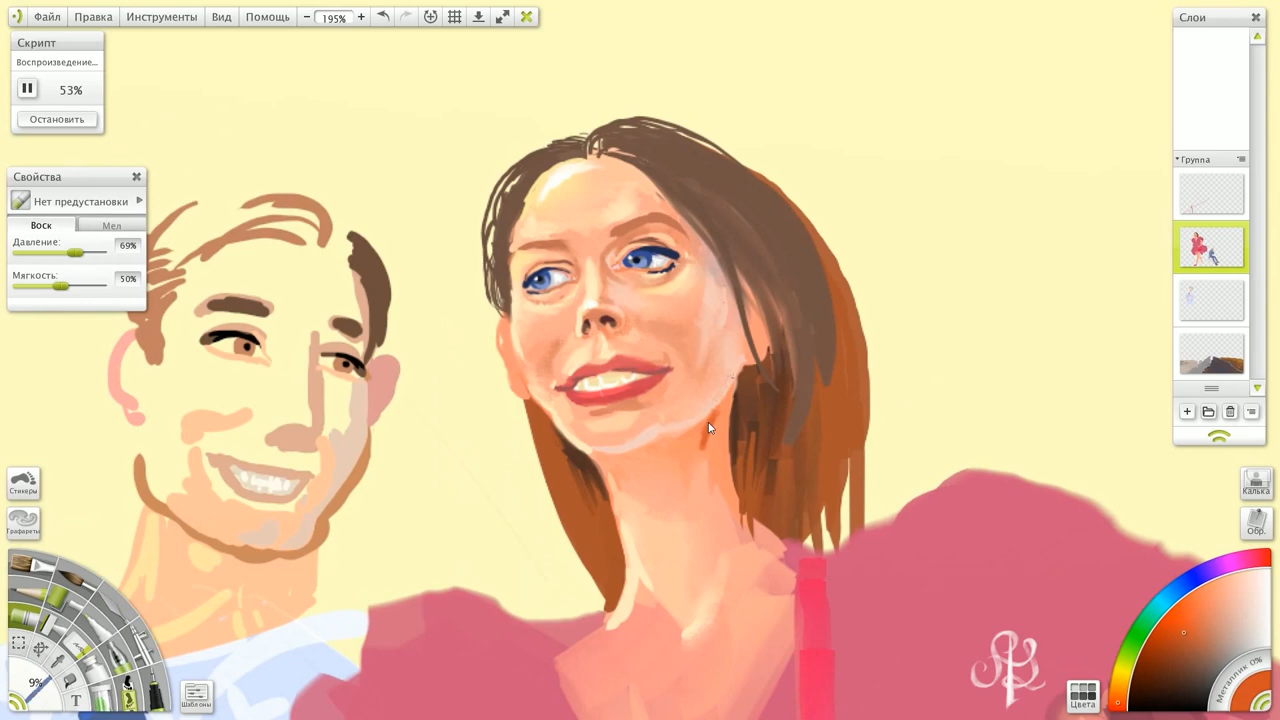 Файл Правка Инструменты Вид Помощь − 195% +
Слои
Скрипт
Воспроизведение...
53%
Остановить
Группа
Свойства
Нет предустановки
Воск Мел
Давление: 69%
Мягкость: 50%
Стикеры
Трафареты
Калька
Обр.
9%
T
Шаблоны
Цвета
Металлик 0%